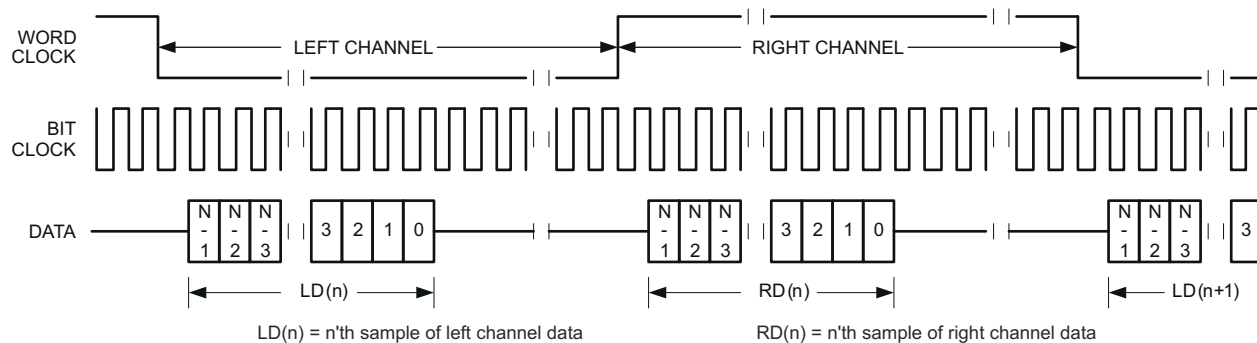 WORD
CLOCK
LEFT CHANNEL
RIGHT CHANNEL
BIT
CLOCK
DATA
N
-
1
N
-
2
N
-
3
3 2 1 0
N
-
1
N
-
2
N
-
3
3 2 1 0
N
-
1
N
-
2
N
-
3
3
LD(n)
RD(n)
LD(n+1)
LD(n) = n'th sample of left channel data
RD(n) = n'th sample of right channel data